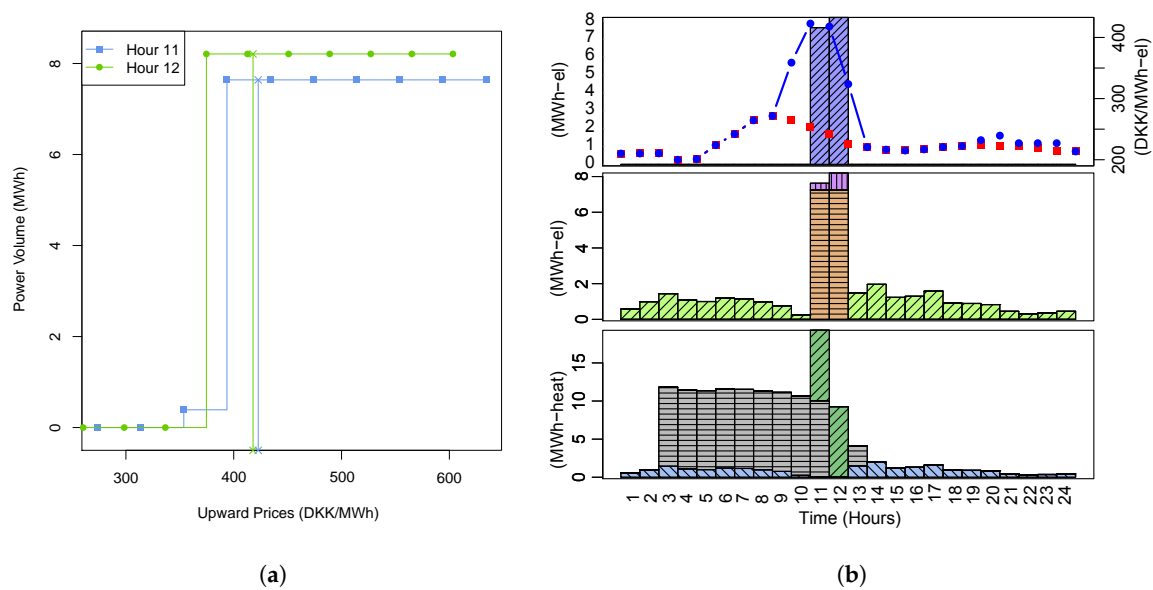 Hour 11
Hour 12
Power Volume (MWh)
0
2
4
6
8
300
400
500
600
Upward Prices (DKK/MWh)
(a)
(MWh−el)
0
1
2
3
4
5
6
7
8
200
300
400
(DKK/MWh−el)
(MWh−el)
0
2
4
6
8
(MWh−heat)
0
5
10
15
1 2 3 4 5 6 7 8 9 10 11 12 13 14 15 16 17 18 19 20 21 22 23 24
Time (Hours)
(b)